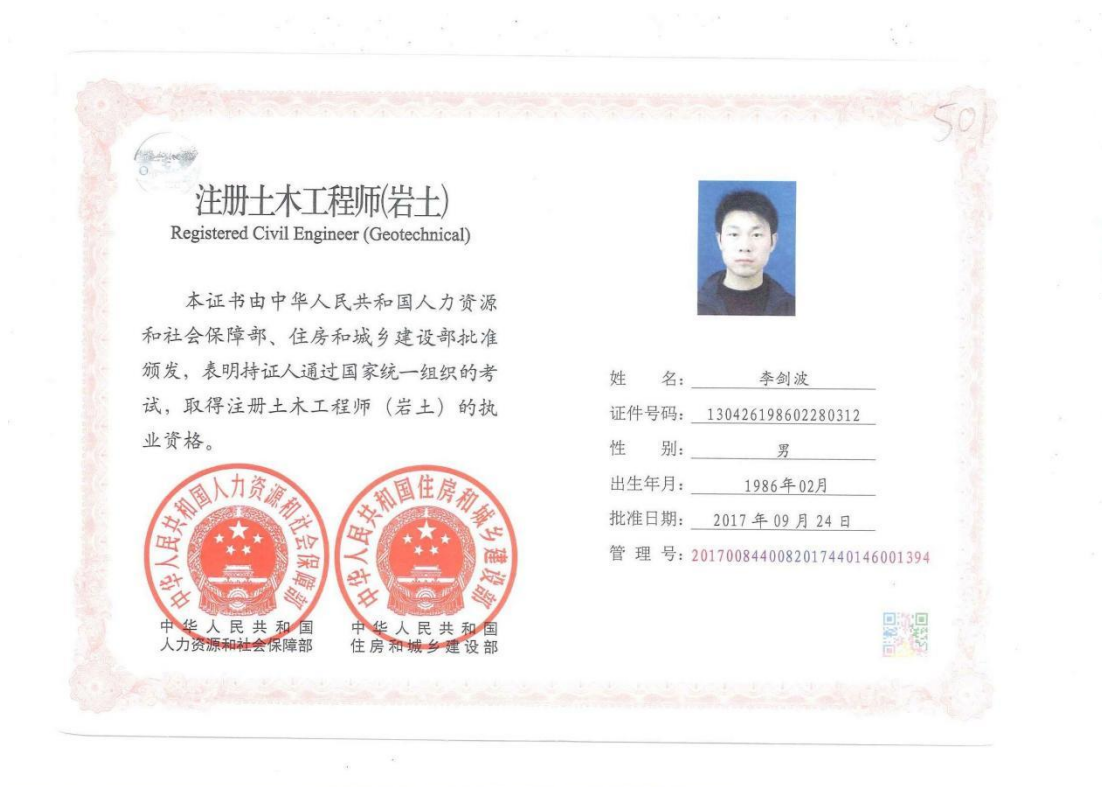 501
注册土木工程师(岩土)
Registered Civil Engineer (Geotechnical)
本证书由中华人民共和国人力资源
和社会保障部、住房和城乡建设部批准
颁发，表明持证人通过国家统一组织的考
试，取得注册土木工程师（岩土）的执
业资格。
中华人民共和国人力资源和社会保障部
中华人民共和国住房和城乡建设部
中华人民共和国
人力资源和社会保障部
中华人民共和国
住房和城乡建设部
姓 名：李剑波
证件号码：130426198602280312
性 别：男
出生年月：1986年02月
批准日期：2017年09月24日
管 理 号：2017008440082017440146001394